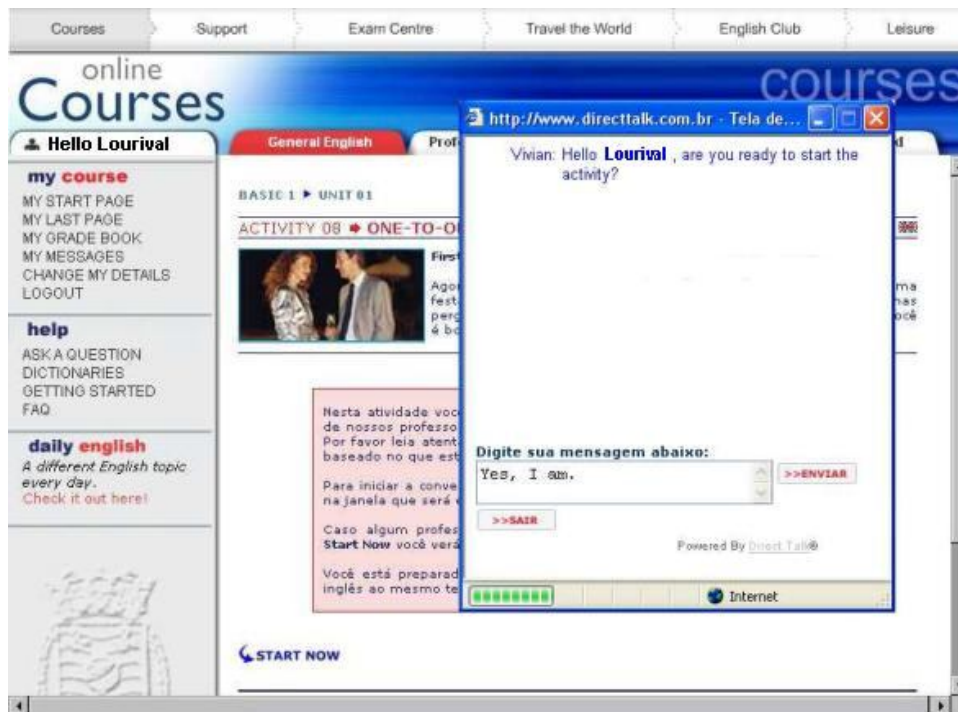 Courses
Support
Exam Centre
Travel the World
English Club
Leisure
online
Courses
courses
Hello Lourival
General English
my course
MY START PAGE
MY LAST PAGE
MY GRADE BOOK
MY MESSAGES
CHANGE MY DETAILS
LOGOUT
help
ASK A QUESTION
DICTIONARIES
GETTING STARTED
FAQ
daily english
A different English topic
every day.
Check it out here!
BASIC 1 ▶ UNIT 01
ACTIVITY 08 ➡ ONE-TO-O
Nesta atividade você
de nossos professo
Por favor leia atent
baseado no que est
Para iniciar a conve
na janela que será
Caso algum profes
Start Now você verá
Você está preparad
inglês ao mesmo te
START NOW
http://www.directtalk.com.br - Tela de...
Vivian: Hello Lourival , are you ready to start the
activity?
Digite sua mensagem abaixo:
Yes, I am.
>>ENVIAR
>>SAIR
Powered By Direct Talk®
Internet